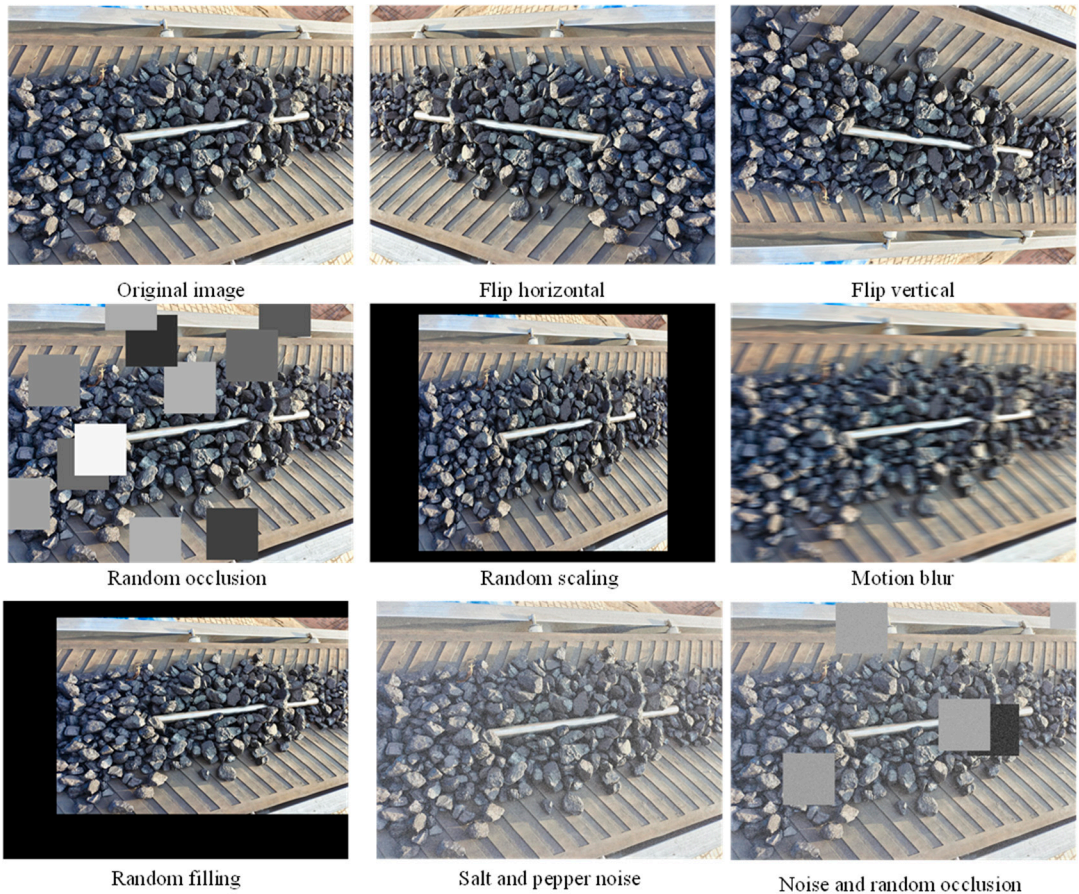 Original image
Flip horizontal
Flip vertical
Random occlusion
Random scaling
Motion blur
Random filling
Salt and pepper noise
Noise and random occlusion